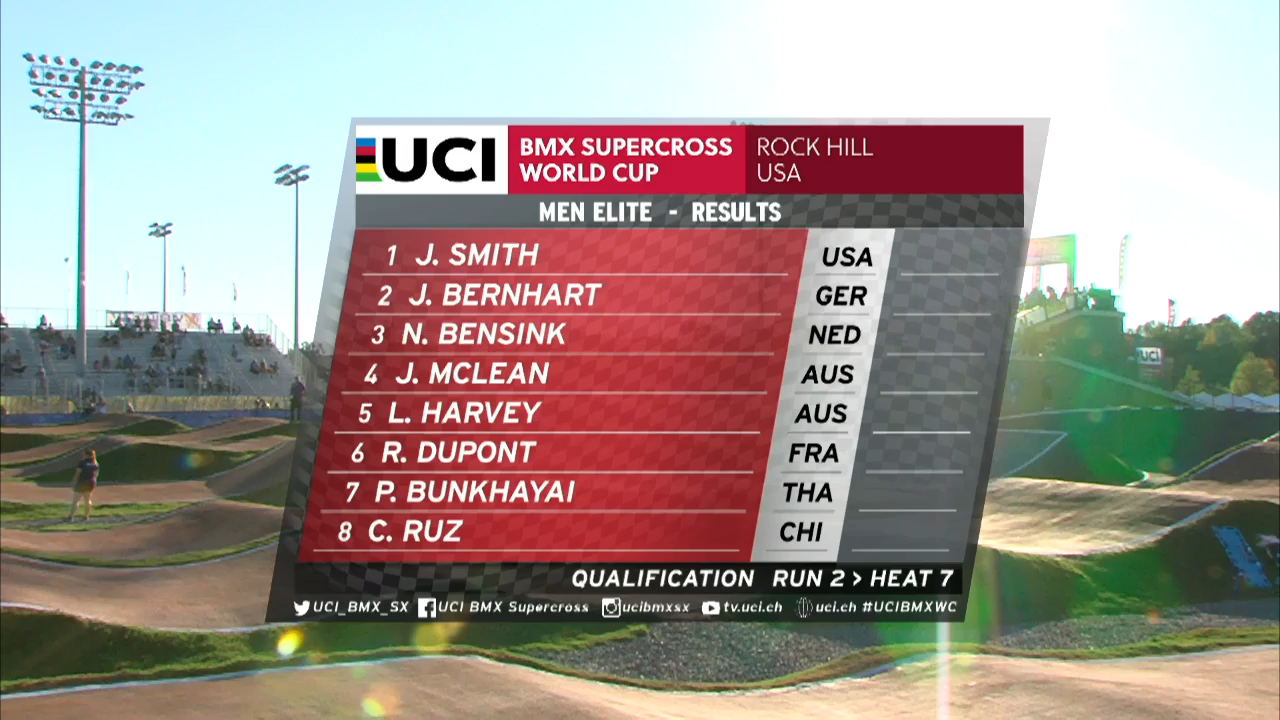 UCI BMX SUPERCROSS WORLD CUP ROCK HILL USA
MEN ELITE - RESULTS
1 J. SMITH USA
2 J. BERNHART GER
3 N. BENSINK NED
4 J. MCLEAN AUS
5 L. HARVEY AUS
6 R. DUPONT FRA
7 P. BUNKHAYAI THA
8 C. RUZ CHI
QUALIFICATION RUN 2 > HEAT 7
UCI_BMX_SX UCI BMX Supercross ucibmxsx tv.uci.ch uci.ch #UCIBMXWC
UCI